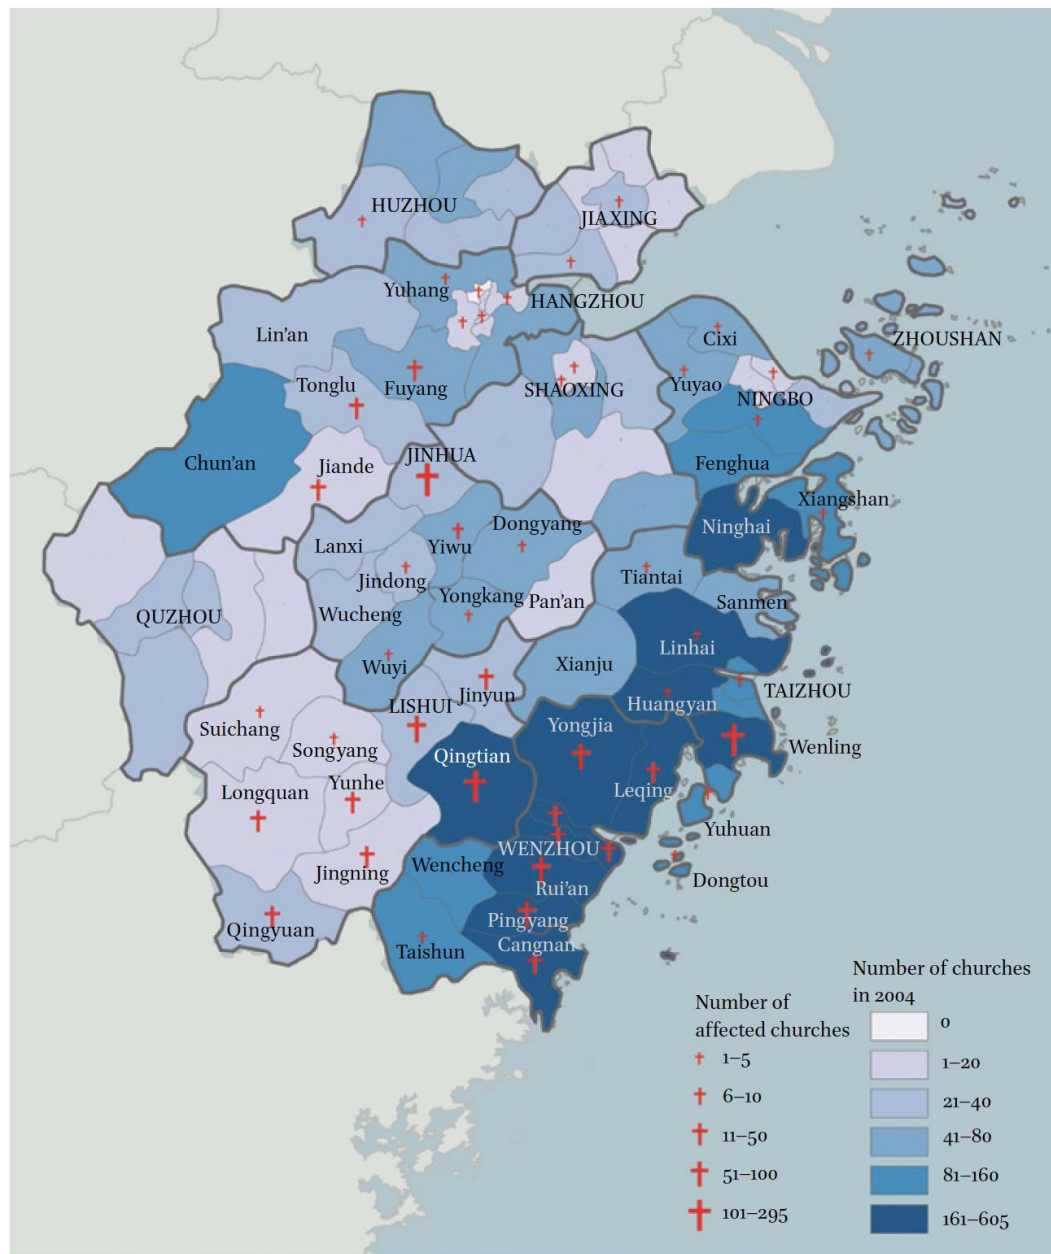 HUZHOU
JIAXING
Yuhang
HANGZHOU
Lin'an
Cixi
ZHOUSHAN
Tonglu
Fuyang
SHAOXING
Yuyao
NINGBO
Chun'an
Jiande
JINHUA
Fenghua
Xiangshan
Ninghai
Lanxi
Yiwu
Dongyang
Jindong
Tiantai
QUZHOU
Wucheng
Yongkang
Pan'an
Sanmen
Wuyi
Xianju
Linhai
Jinyun
TAIZHOU
LISHUI
Huangyan
Suichang
Songyang
Yongjia
Wenling
Qingtian
Longquan
Yunhe
Leqing
Yuhuan
WENZHOU
Jingning
Wencheng
Dongtou
Rui'an
Qingyuan
Pingyang
Taishun
Cangnan
Number of
affected churches
1–5
6–10
11–50
51–100
101–295
Number of churches
in 2004
0
1–20
21–40
41–80
81–160
161–605